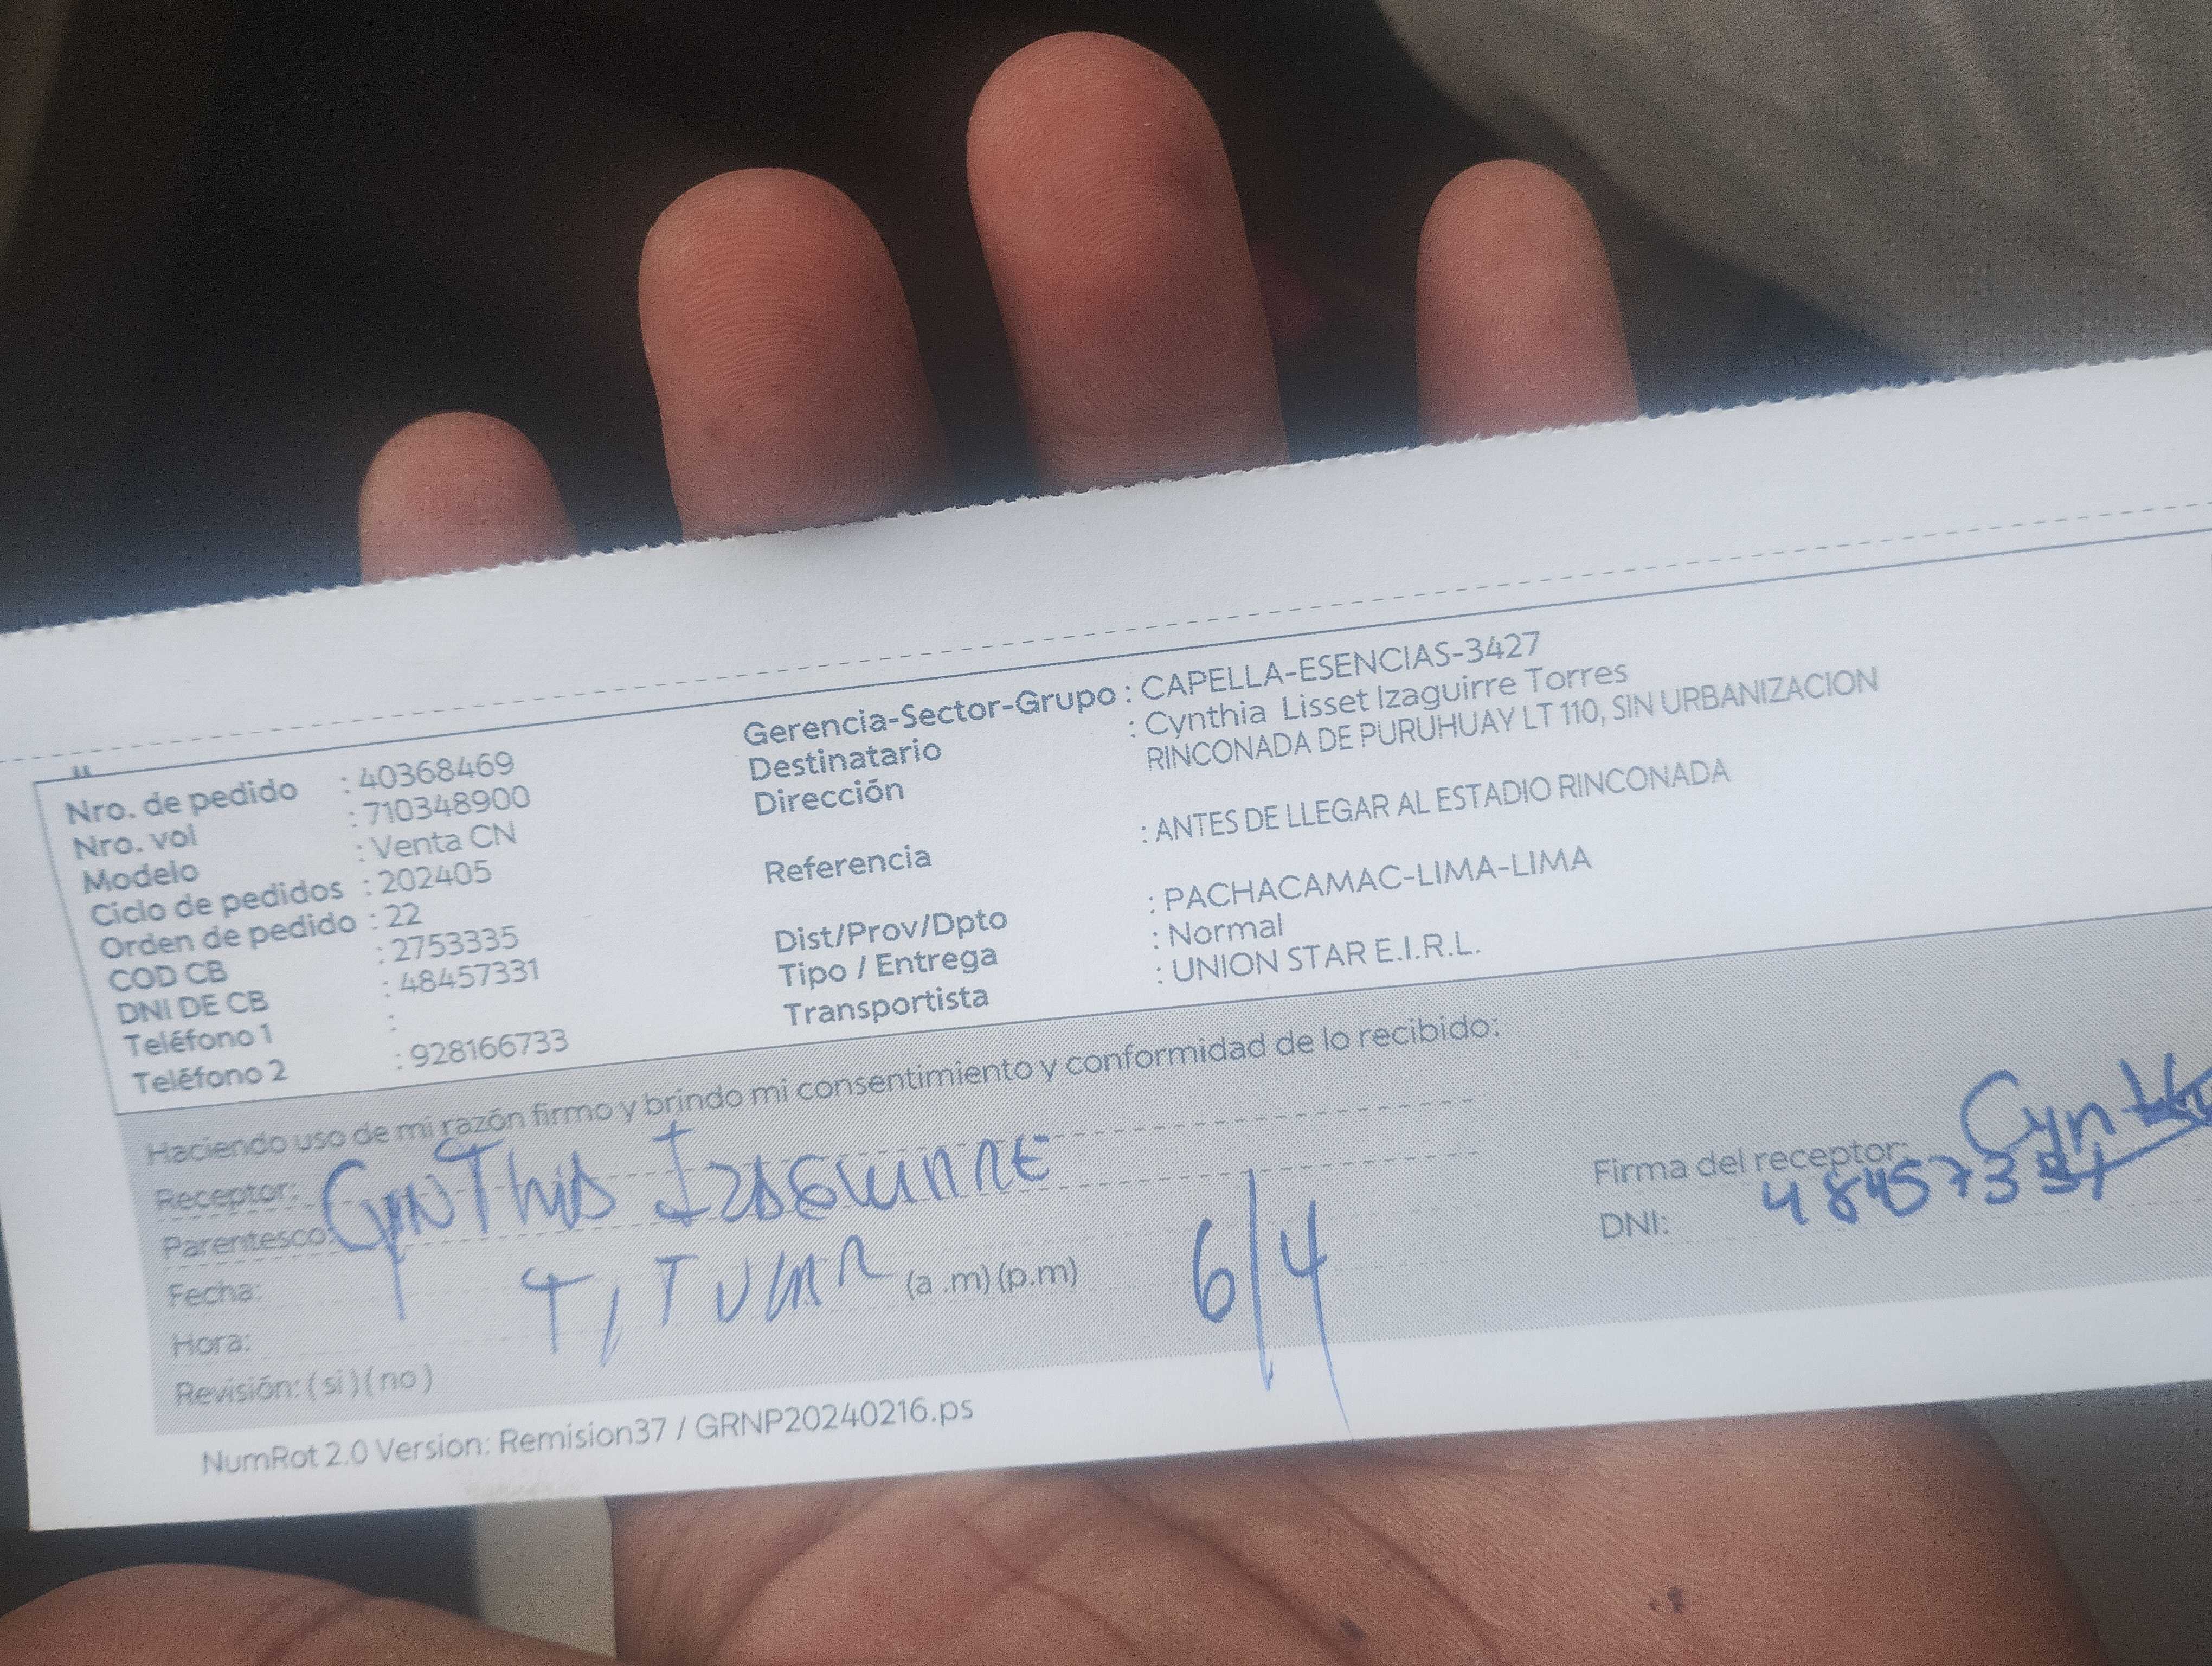 Nro. de pedido : 40368469
Nro. vol : 710348900
Modelo : Venta CN
Ciclo de pedidos : 202405
Orden de pedido : 22
COD CB : 2753335
DNI DE CB : 48457331
Teléfono 1 :
Teléfono 2 : 928166733
Gerencia-Sector-Grupo : CAPELLA-ESENCIAS-3427
Destinatario : Cynthia Lisset Izaguirre Torres
Dirección RINCONADA DE PURUHUAY LT 110, SIN URBANIZACION
Referencia : ANTES DE LLEGAR AL ESTADIO RINCONADA
Dist/Prov/Dpto : PACHACAMAC-LIMA-LIMA
Tipo / Entrega : Normal
Transportista : UNION STAR E.I.R.L.
Haciendo uso de mi razón firmo y brindo mi consentimiento y conformidad de lo recibido:
Receptor: CynThia IzaGuirre
Parentesco:
Fecha: T, TULAR 6/4
Hora: (a .m) (p.m)
Revisión: ( si ) ( no )
Firma del receptor:
DNI: 48457331
NumRot 2.0 Version: Remision37 / GRNP20240216.ps